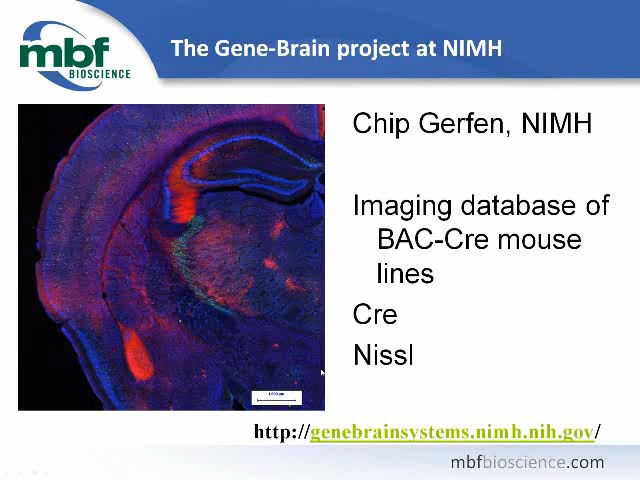 mbf
BIOSCIENCE
The Gene-Brain project at NIMH
Chip Gerfen, NIMH
Imaging database of
BAC-Cre mouse
lines
Cre
Nissl
http://genebrainsystems.nimh.nih.gov/
mbfbioscience.com